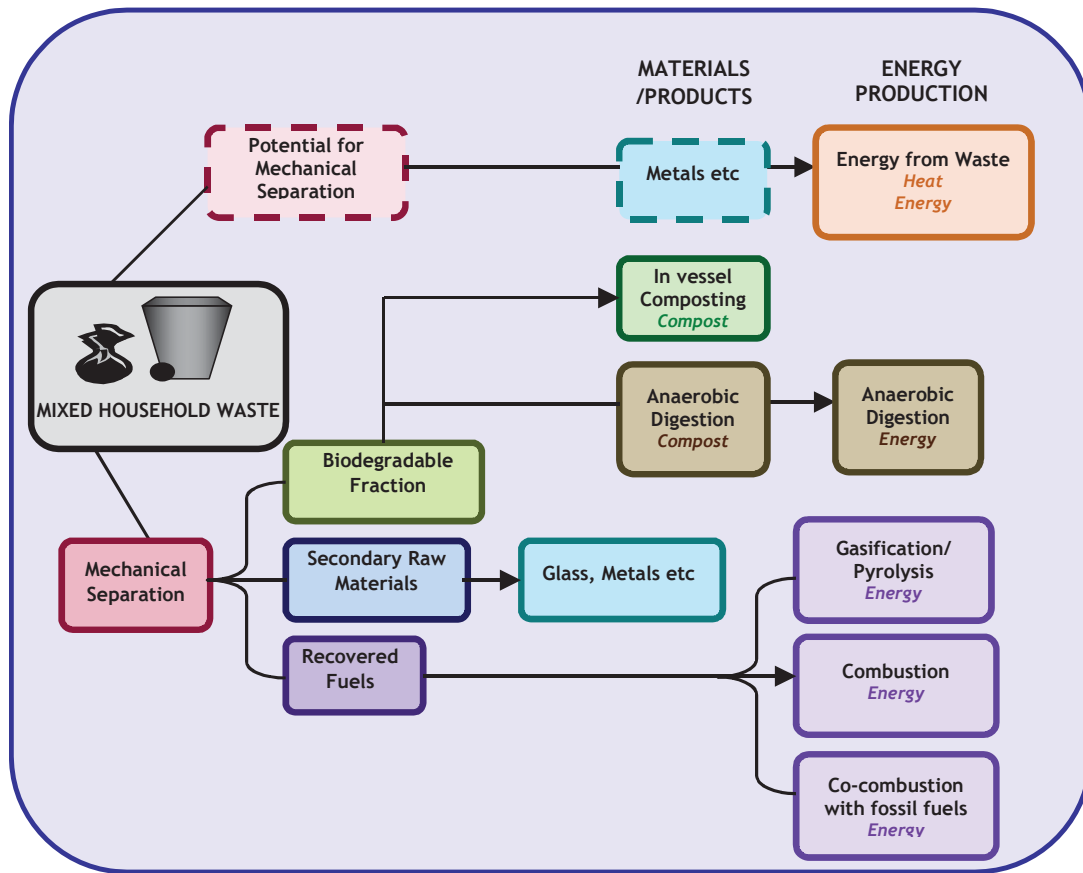 MATERIALS
/PRODUCTS
ENERGY
PRODUCTION
Potential for
Mechanical
Separation
Metals etc
Energy from Waste
Heat
Energy
In vessel
Composting
Compost
MIXED HOUSEHOLD WASTE
Anaerobic
Digestion
Compost
Anaerobic
Digestion
Energy
Biodegradable
Fraction
Mechanical
Separation
Secondary Raw
Materials
Glass, Metals etc
Gasification/
Pyrolysis
Energy
Recovered
Fuels
Combustion
Energy
Co-combustion
with fossil fuels
Energy